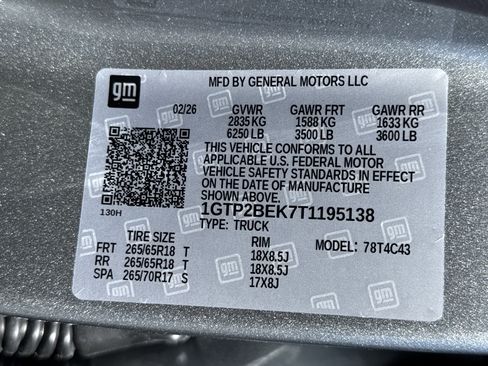 gm
MFD BY GENERAL MOTORS LLC
02/26 GVWR GAWR FRT GAWR RR
2835 KG 1588 KG 1633 KG
6250 LB 3500 LB 3600 LB
THIS VEHICLE CONFORMS TO ALL
APPLICABLE U.S. FEDERAL MOTOR
VEHICLE SAFETY STANDARDS IN EFFECT
ON THE DATE OF MANUFACTURE
SHOWN ABOVE.
130H 1GTP2BEK7T1195138
TYPE: TRUCK
TIRE SIZE RIM MODEL: 78T4C43
FRT 265/65R18 T 18X8.5J
RR 265/65R18 T 18X8.5J
SPA 265/70R17 S 17X8J